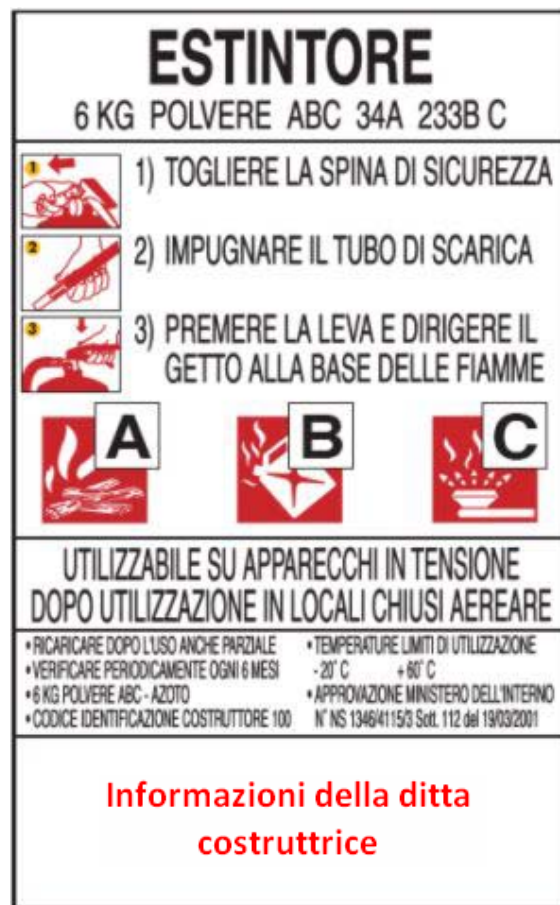 ESTINTORE
6 KG POLVERE ABC 34A 233B C
1
1) TOGLIERE LA SPINA DI SICUREZZA
2
2) IMPUGNARE IL TUBO DI SCARICA
3
3) PREMERE LA LEVA E DIRIGERE IL
GETTO ALLA BASE DELLE FIAMME
A B C
UTILIZZABILE SU APPARECCHI IN TENSIONE
DOPO UTILIZZAZIONE IN LOCALI CHIUSI AEREARE
• RICARICARE DOPO L'USO ANCHE PARZIALE
• VERIFICARE PERIODICAMENTE OGNI 6 MESI
• 6 KG POLVERE ABC - AZOTO
• CODICE IDENTIFICAZIONE COSTRUTTORE 100
• TEMPERATURE LIMITI DI UTILIZZAZIONE
- 20° C + 60° C
• APPROVAZIONE MINISTERO DELL'INTERNO
N° NS 1346/4115/3 Sott. 112 del 19/03/2001
Informazioni della ditta
costruttrice